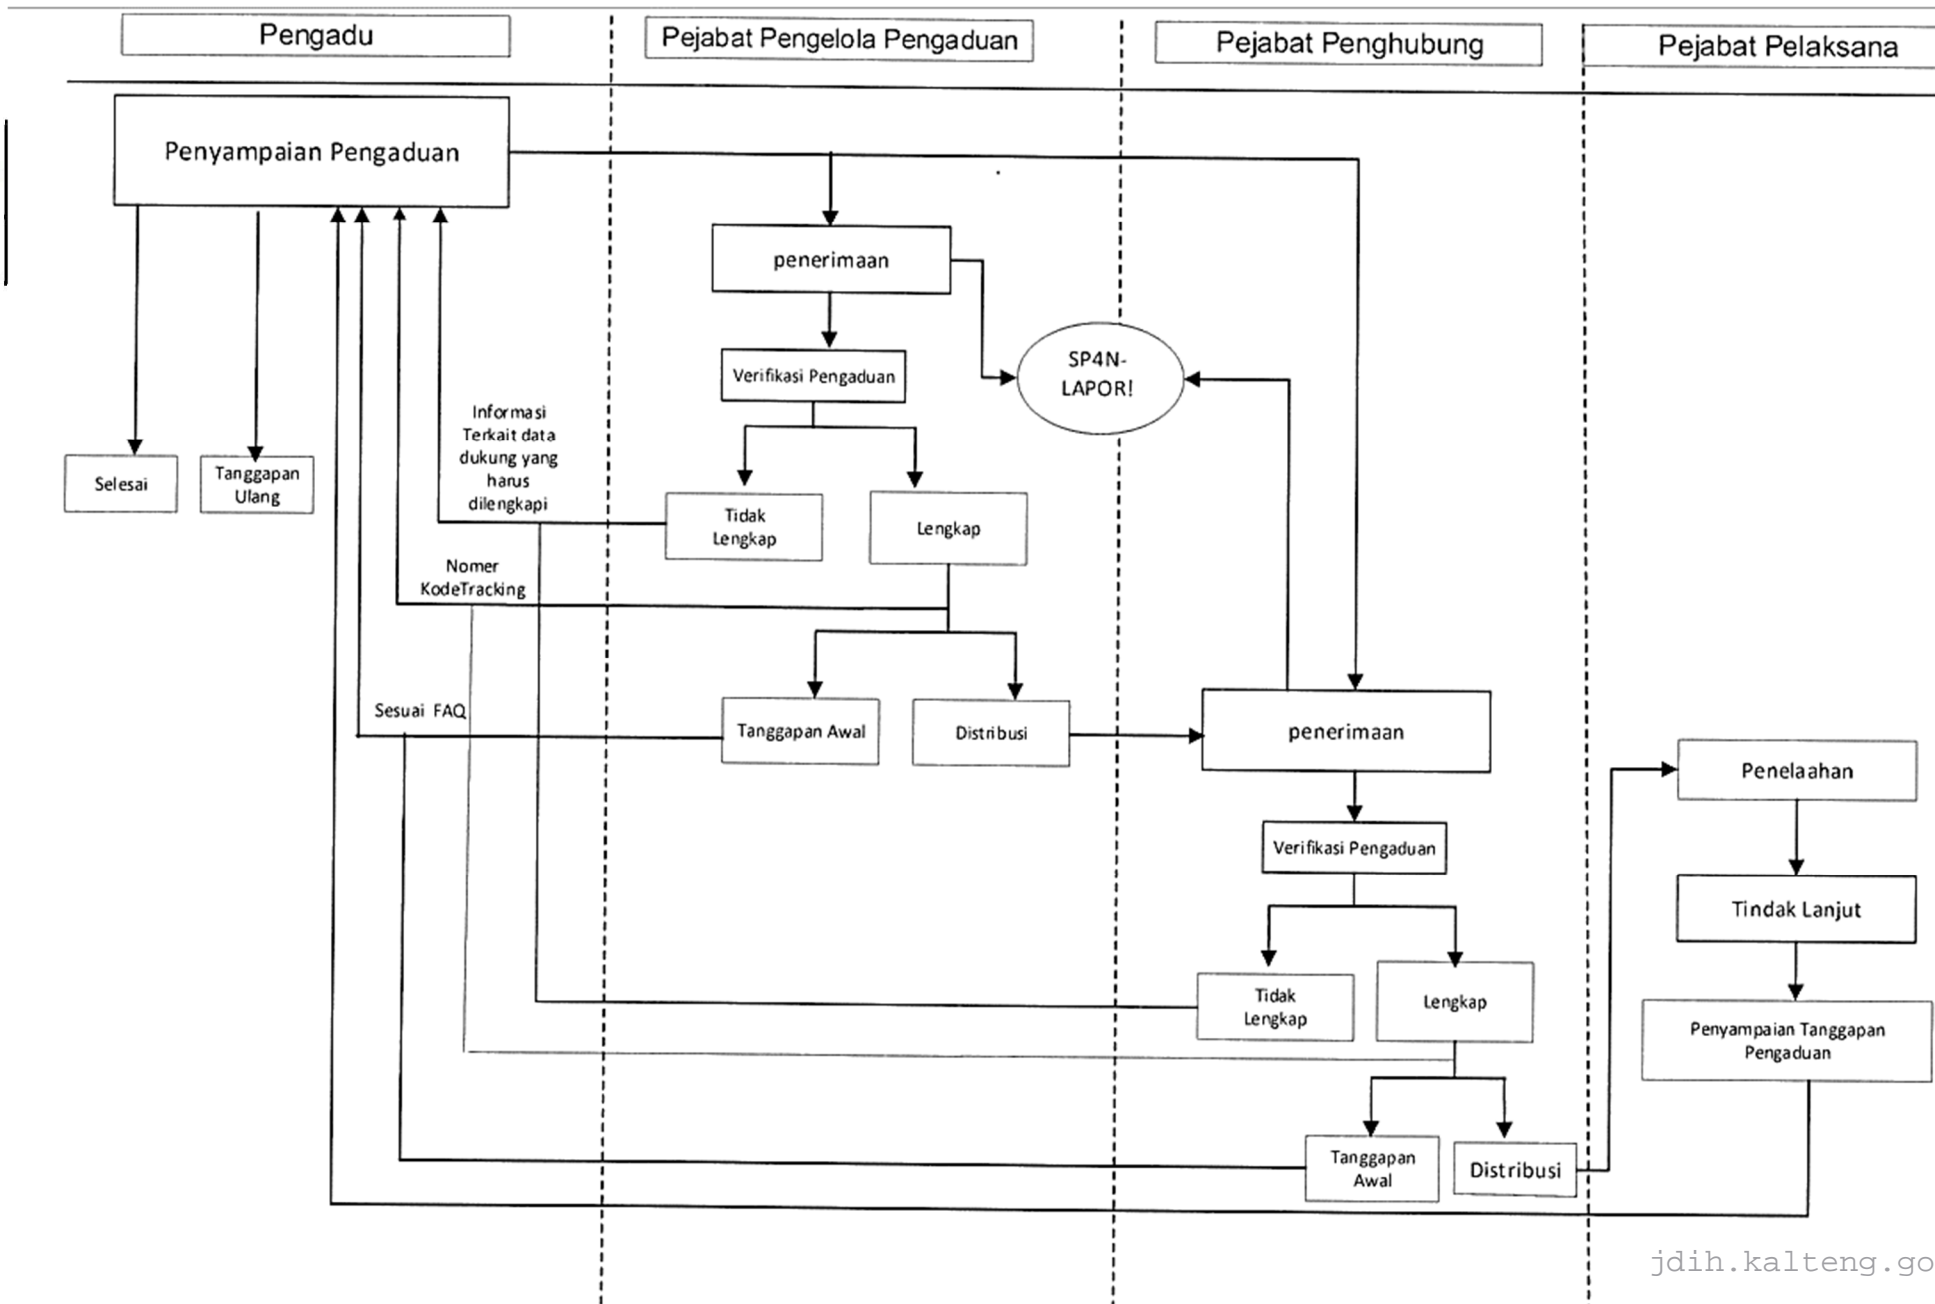 Pengadu
Pejabat Pengelola Pengaduan
Pejabat Penghubung
Pejabat Pelaksana
Penyampaian Pengaduan
penerimaan
SP4N-
LAPOR!
Verifikasi Pengaduan
Informasi
Terkait data
dukung yang
harus
dilengkapi
Selesai
Tanggapan
Ulang
Tidak
Lengkap
Lengkap
Nomer
KodeTracking
Sesuai FAQ
Tanggapan Awal
Distribusi
penerimaan
Penelaahan
Verifikasi Pengaduan
Tindak Lanjut
Tidak
Lengkap
Lengkap
Penyampaian Tanggapan
Pengaduan
Tanggapan
Awal
Distribusi
jdih.kalteng.go